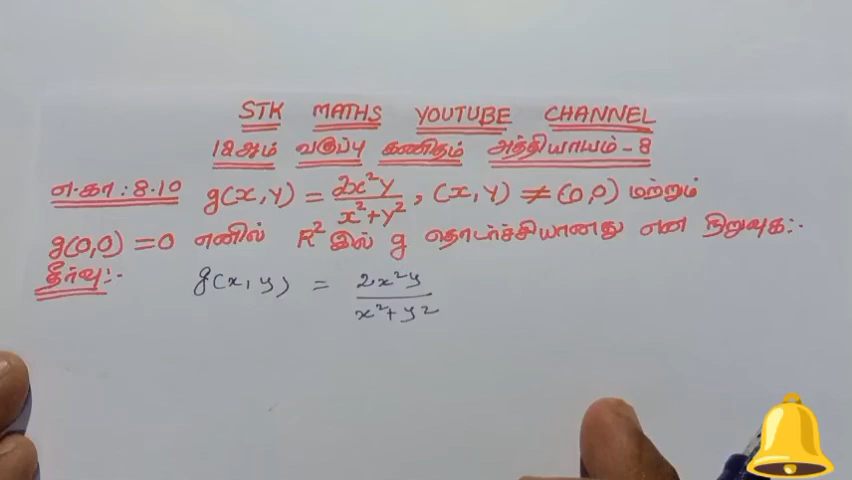 STK MATHS YOUTUBE CHANNEL
12ஆம் வகுப்பு கணிதம் அத்தியாயம் - 8
எ.கா : 8.10 g(x,y) = 2x²y / x²+y² , (x,y) ≠ (0,0) மற்றும்
g(0,0) = 0 எனில் R² இல் g தொடர்ச்சியானது என நிறுவுக:-
தீர்வு:- g(x,y) = 2x²y / x²+y2